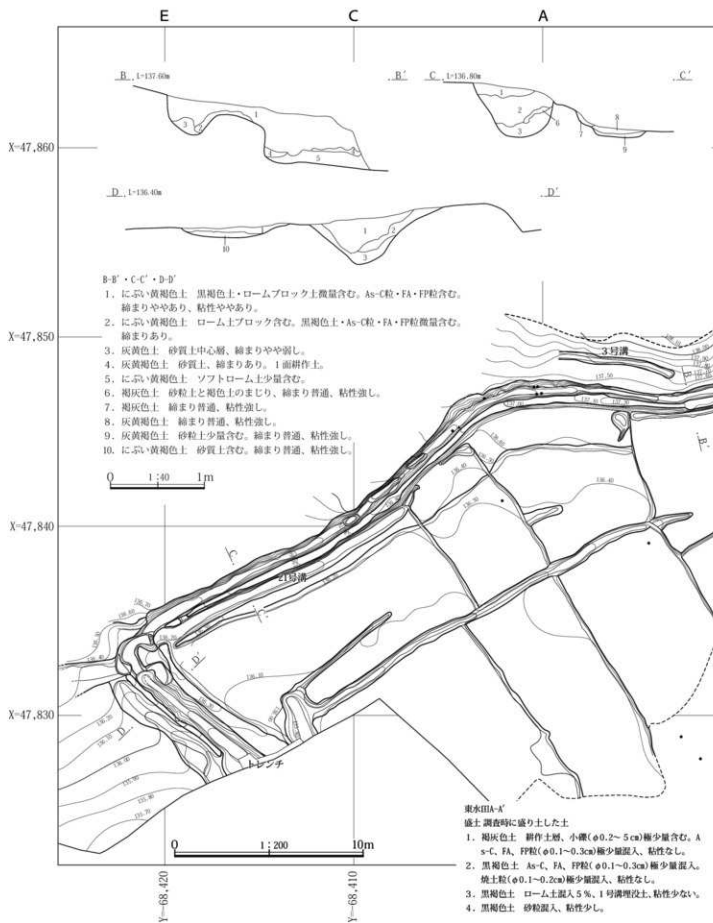 E C A
B L=137.60m B′ C L=136.80m C′
X=47,860
D L=136.40m D′
B-B′・C-C′・D-D′
1. にぶい黄褐色土 黒褐色土・ロームブロック土微量含む。As-C粒・FA・FP粒含む。
締まりややあり、粘性ややあり。
2. にぶい黄褐色土 ローム土ブロック含む。黒褐色土・As-C粒・FA・FP粒微量含む。
締まりあり。
3. 灰黄色土 砂質土中心層、締まりやや弱し。
4. 灰黄褐色土 砂質土、締まりあり。1面耕作土。
5. にぶい黄褐色土 ソフトローム土少量含む。
6. 褐灰色土 砂粒土と褐色土のまじり、締まり普通、粘性強し。
7. 褐灰色土 締まり普通、粘性強し。
8. 灰黄褐色土 締まり普通、粘性強し。
9. 灰黄褐色土 砂粒土少量含む。締まり普通、粘性強し。
10. にぶい黄褐色土 砂質土含む。締まり普通、粘性強し。
0 1:40 1m
X=47,850
3号溝
X=47,840
21号溝
X=47,830
トレンチ
0 1:200 10m
Y=-68,420
Y=-68,410
東水田A-A′
盛土 調査時に盛り土した土
1. 褐灰色土 耕作土層、小礫(φ0.2～5㎝)極少量含む。A
s-C、FA、FP粒(φ0.1～0.3㎝)極少量混入、粘性なし。
2. 黒褐色土 As-C、FA、FP粒(φ0.1～0.3㎝)極少量混入。
焼土粒(φ0.1～0.2㎝)極少量混入、粘性なし。
3. 黒褐色土 ローム土混入5%、1号溝埋没土、粘性少ない。
4. 黒褐色土 砂粒混入、粘性少し。